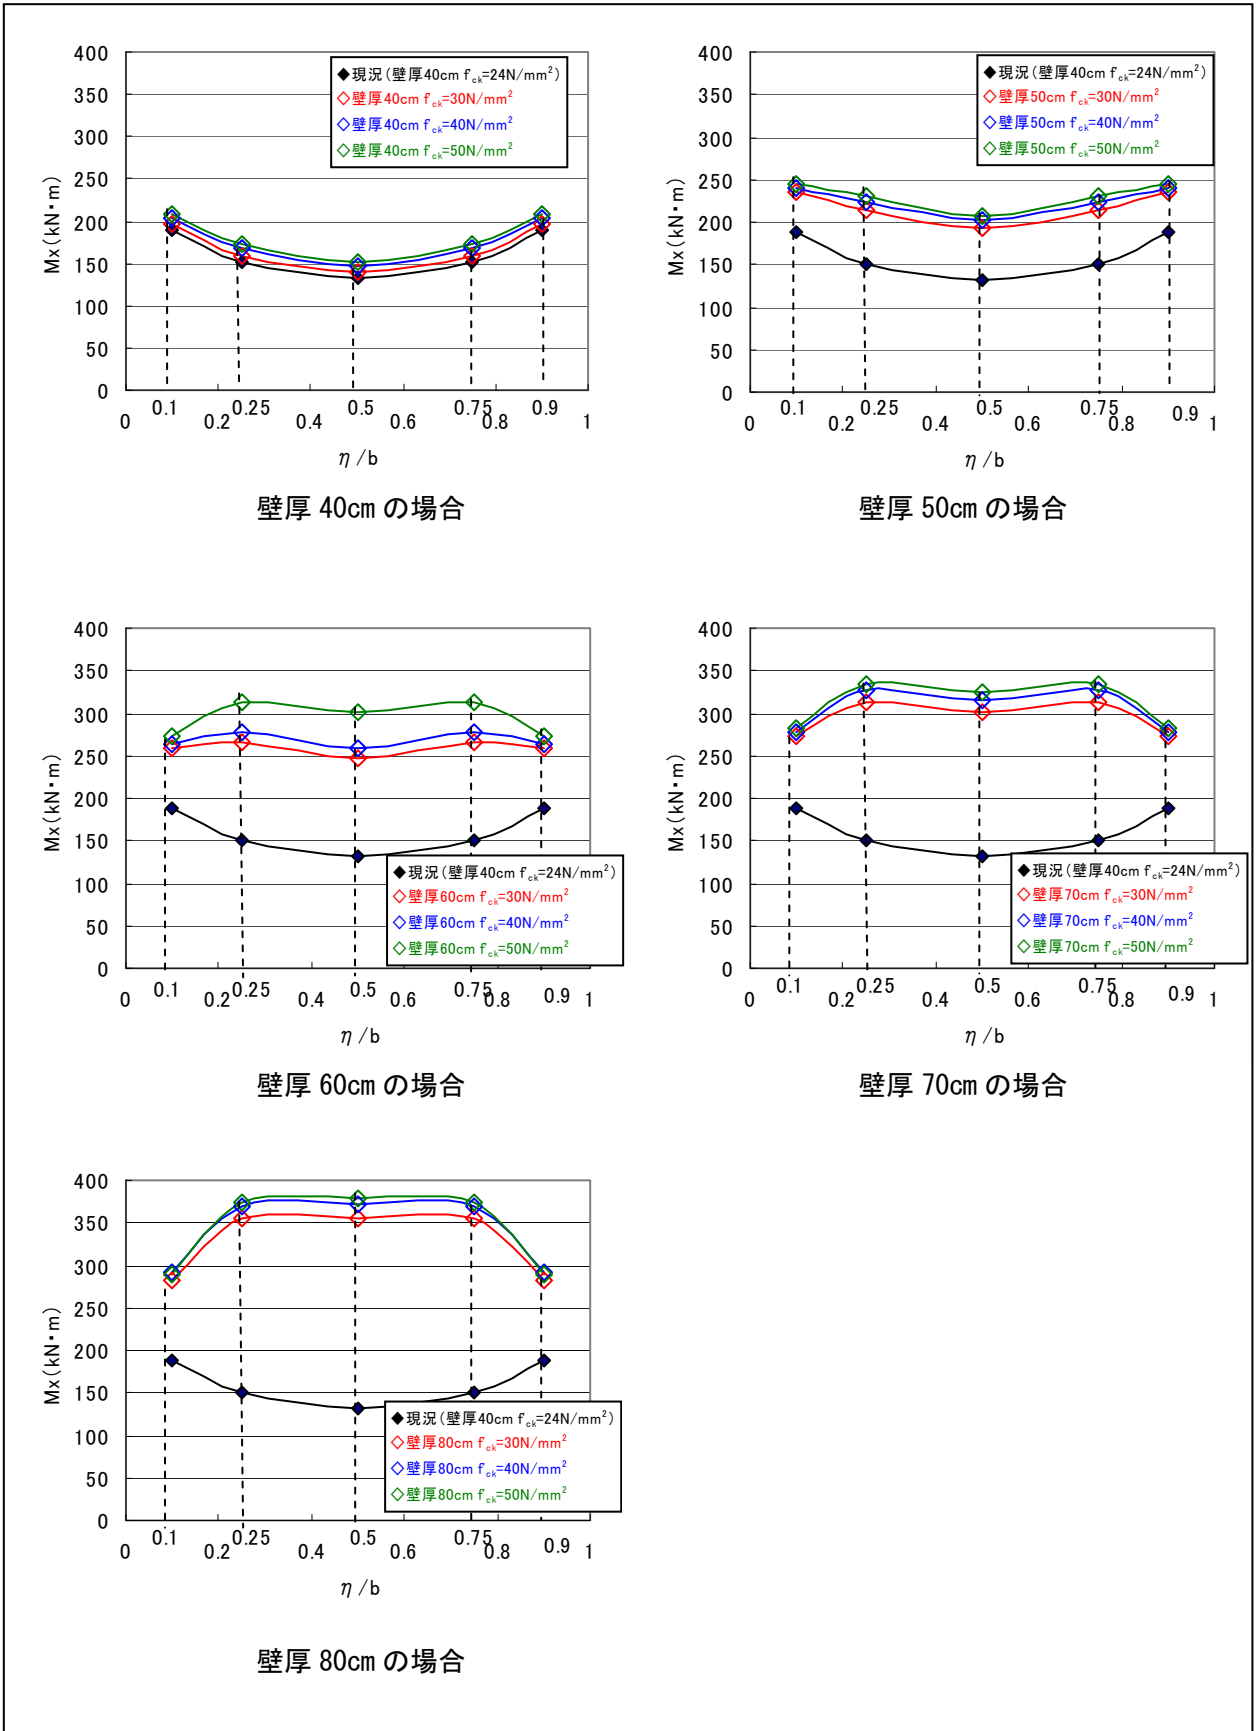 400
350
300
250
200
150
100
50
0
Mx(kN・m)
◆現況(壁厚40cm f'ck=24N/mm²)
◇壁厚40cm f'ck=30N/mm²
◇壁厚40cm f'ck=40N/mm²
◇壁厚40cm f'ck=50N/mm²
0.1 0.25 0.5 0.75 0.9
0 0.2 0.4 0.6 0.8 1
η/b
壁厚 40cm の場合
400
350
300
250
200
150
100
50
0
Mx(kN・m)
◆現況(壁厚40cm f'ck=24N/mm²)
◇壁厚50cm f'ck=30N/mm²
◇壁厚50cm f'ck=40N/mm²
◇壁厚50cm f'ck=50N/mm²
0.1 0.25 0.5 0.75 0.9
0 0.2 0.4 0.6 0.8 1
η/b
壁厚 50cm の場合
400
350
300
250
200
150
100
50
0
Mx(kN・m)
◆現況(壁厚40cm f'ck=24N/mm²)
◇壁厚60cm f'ck=30N/mm²
◇壁厚60cm f'ck=40N/mm²
◇壁厚60cm f'ck=50N/mm²
0.1 0.25 0.5 0.75 0.9
0 0.2 0.4 0.6 0.8 1
η/b
壁厚 60cm の場合
400
350
300
250
200
150
100
50
0
Mx(kN・m)
◆現況(壁厚40cm f'ck=24N/mm²)
◇壁厚70cm f'ck=30N/mm²
◇壁厚70cm f'ck=40N/mm²
◇壁厚70cm f'ck=50N/mm²
0.1 0.25 0.5 0.75 0.9
0 0.2 0.4 0.6 0.8 1
η/b
壁厚 70cm の場合
400
350
300
250
200
150
100
50
0
Mx(kN・m)
◆現況(壁厚40cm f'ck=24N/mm²)
◇壁厚80cm f'ck=30N/mm²
◇壁厚80cm f'ck=40N/mm²
◇壁厚80cm f'ck=50N/mm²
0.1 0.25 0.5 0.75 0.9
0 0.2 0.4 0.6 0.8 1
η/b
壁厚 80cm の場合